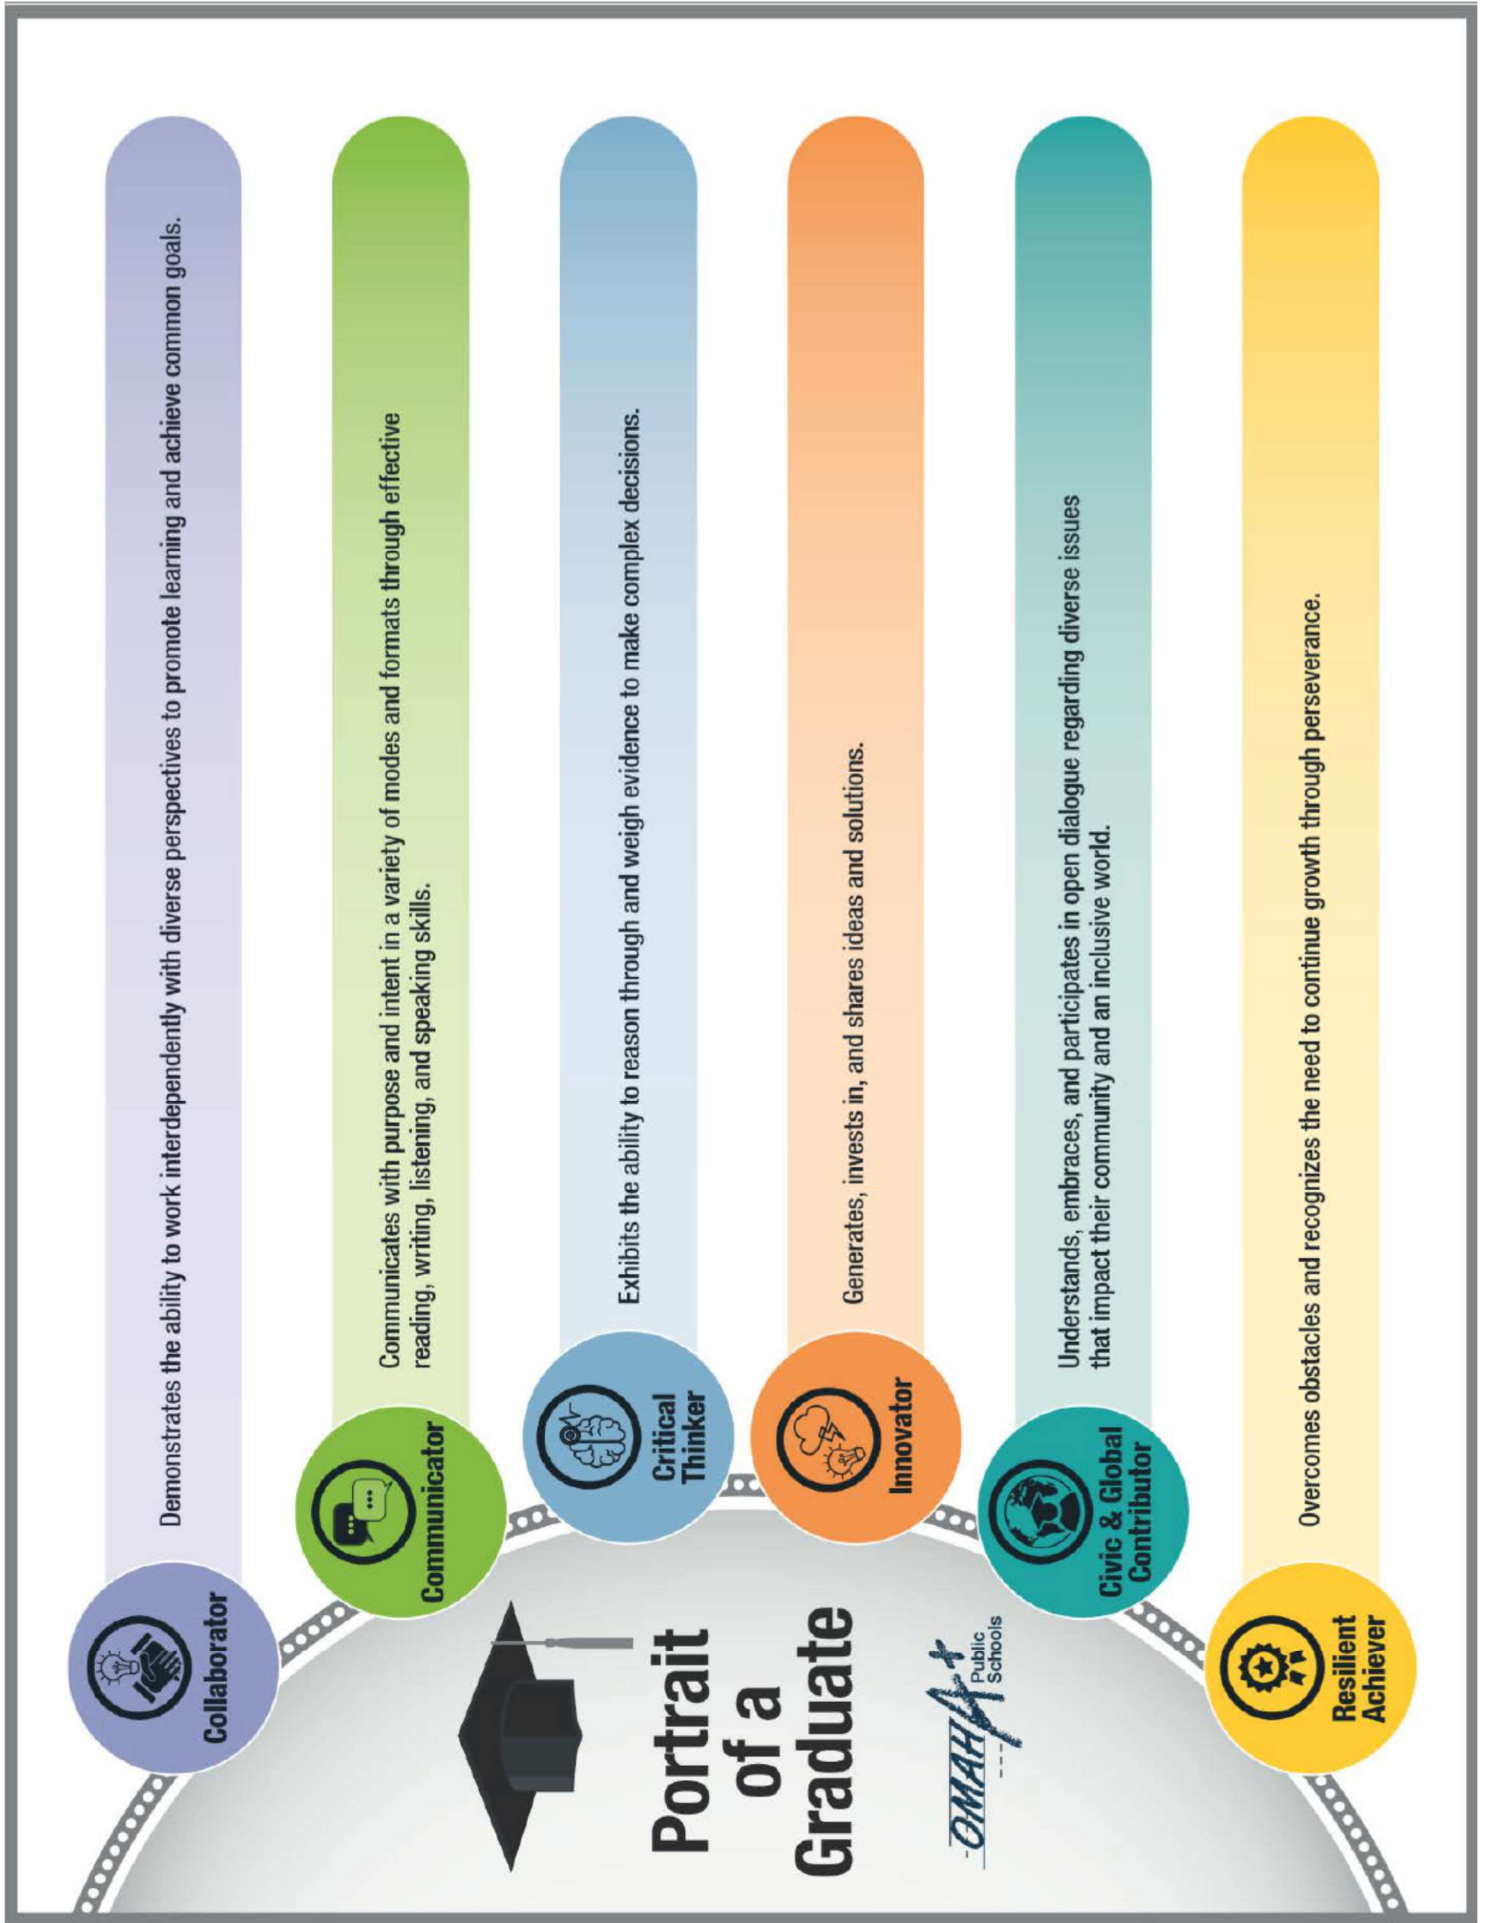 Portrait
of a
Graduate
OMAHA+
Public
Schools
Collaborator
Demonstrates the ability to work interdependently with diverse perspectives to promote learning and achieve common goals.
Communicator
Communicates with purpose and intent in a variety of modes and formats through effective
reading, writing, listening, and speaking skills.
Critical
Thinker
Exhibits the ability to reason through and weigh evidence to make complex decisions.
Innovator
Generates, invests in, and shares ideas and solutions.
Civic & Global
Contributor
Understands, embraces, and participates in open dialogue regarding diverse issues
that impact their community and an inclusive world.
Resilient
Achiever
Overcomes obstacles and recognizes the need to continue growth through perseverance.